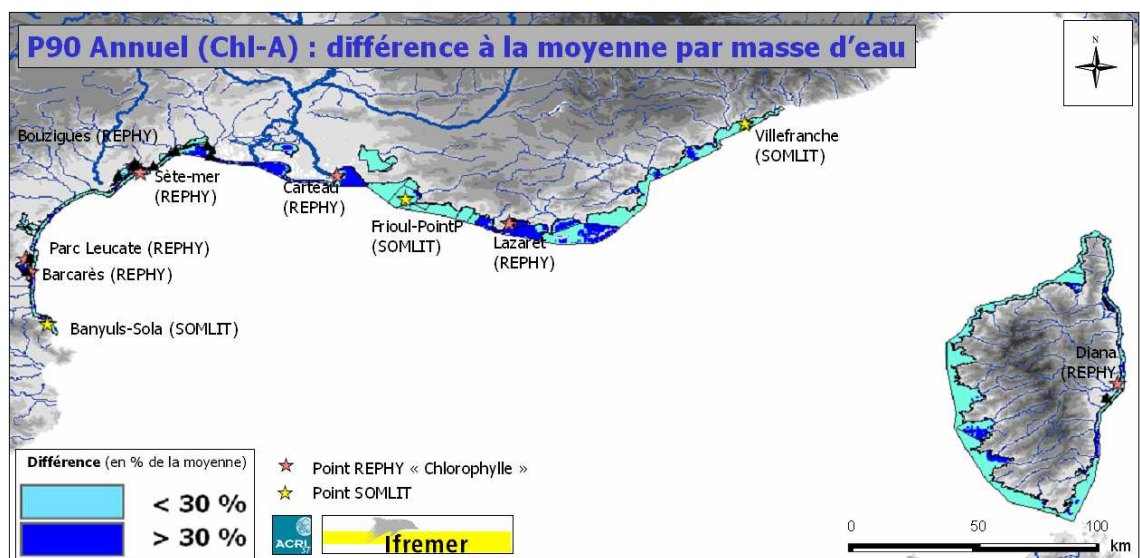 P90 Annuel (Chl-A) : différence à la moyenne par masse d'eau
N
Bouzigues (REPHY)
Villefranche
(SOMLIT)
Sète-mer
(REPHY)
Carteau
(REPHY)
Frioul-PointP
(SOMLIT)
Lazaret
(REPHY)
Parc Leucate (REPHY)
Barcarès (REPHY)
Banyuls-Sola (SOMLIT)
Diana
(REPHY
Différence (en % de la moyenne)
< 30 %
> 30 %
Point REPHY « Chlorophylle »
Point SOMLIT
ACRI
ST
Ifremer
0 50 100
km